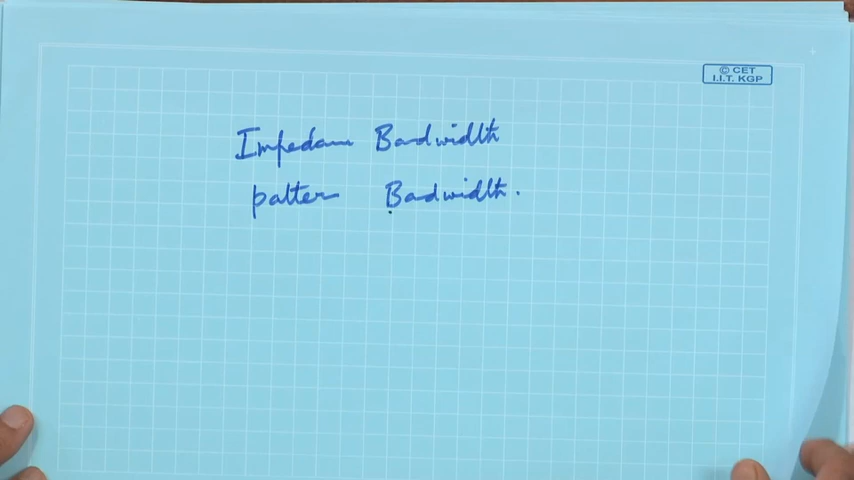 © CET
I.I.T. KGP
Impedance Bandwidth
pattern Bandwidth.